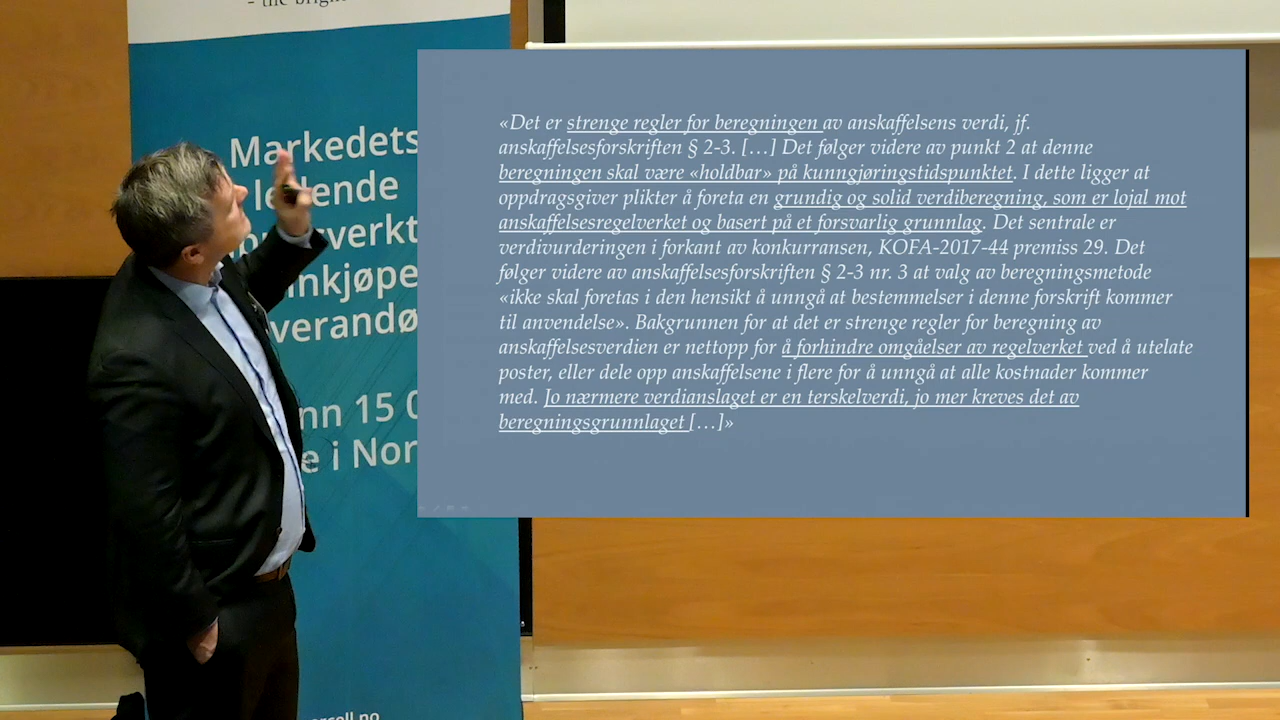 - the
Markedets
ledende
verkt
nkjøpe
verandø
nn 15 0
e i Nor
«Det er strenge regler for beregningen av anskaffelsens verdi, jf.
anskaffelsesforskriften § 2-3. […] Det følger videre av punkt 2 at denne
beregningen skal være «holdbar» på kunngjøringstidspunktet. I dette ligger at
oppdragsgiver plikter å foreta en grundig og solid verdiberegning, som er lojal mot
anskaffelsesregelverket og basert på et forsvarlig grunnlag. Det sentrale er
verdivurderingen i forkant av konkurransen, KOFA-2017-44 premiss 29. Det
følger videre av anskaffelsesforskriften § 2-3 nr. 3 at valg av beregningsmetode
«ikke skal foretas i den hensikt å unngå at bestemmelser i denne forskrift kommer
til anvendelse». Bakgrunnen for at det er strenge regler for beregning av
anskaffelsesverdien er nettopp for å forhindre omgåelser av regelverket ved å utelate
poster, eller dele opp anskaffelsene i flere for å unngå at alle kostnader kommer
med. Jo nærmere verdianslaget er en terskelverdi, jo mer kreves det av
beregningsgrunnlaget […]»